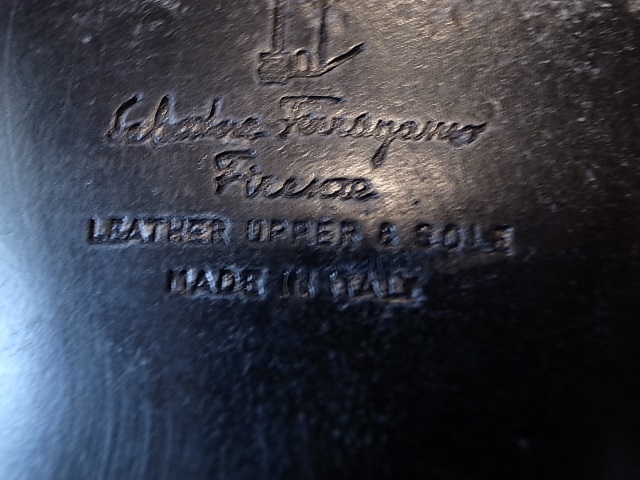 Salvatore Ferragamo
Firenze
LEATHER UPPER & SOLE
MADE IN ITALY